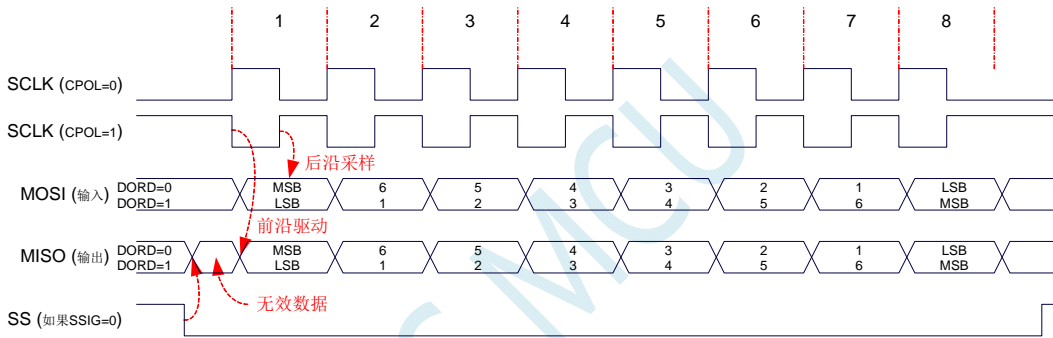 1 2 3 4 5 6 7 8
SCLK (CPOL=0)
SCLK (CPOL=1)
后沿采样
MOSI (输入) DORD=0 MSB 6 5 4 3 2 1 LSB
DORD=1 LSB 1 2 3 4 5 6 MSB
前沿驱动
MISO (输出) DORD=0 MSB 6 5 4 3 2 1 LSB
DORD=1 LSB 1 2 3 4 5 6 MSB
无效数据
SS (如果SSIG=0)
MCU